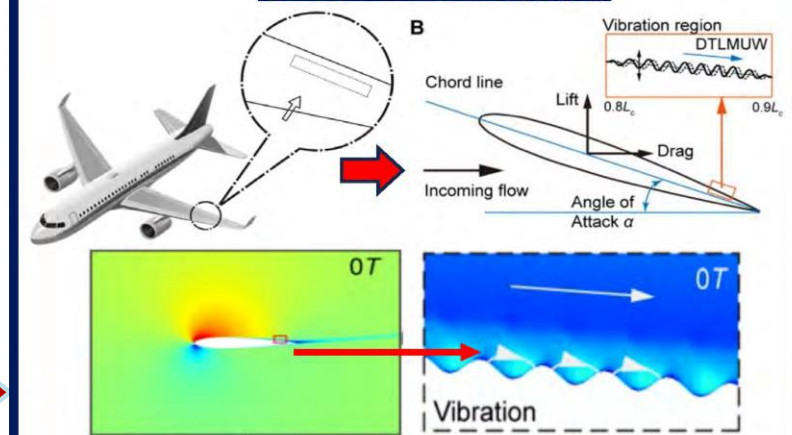 B
Vibration region
DTLMUW
0.8Lc
0.9Lc
Chord line
Lift
Drag
Incoming flow
Angle of
Attack α
0T
0T
Vibration